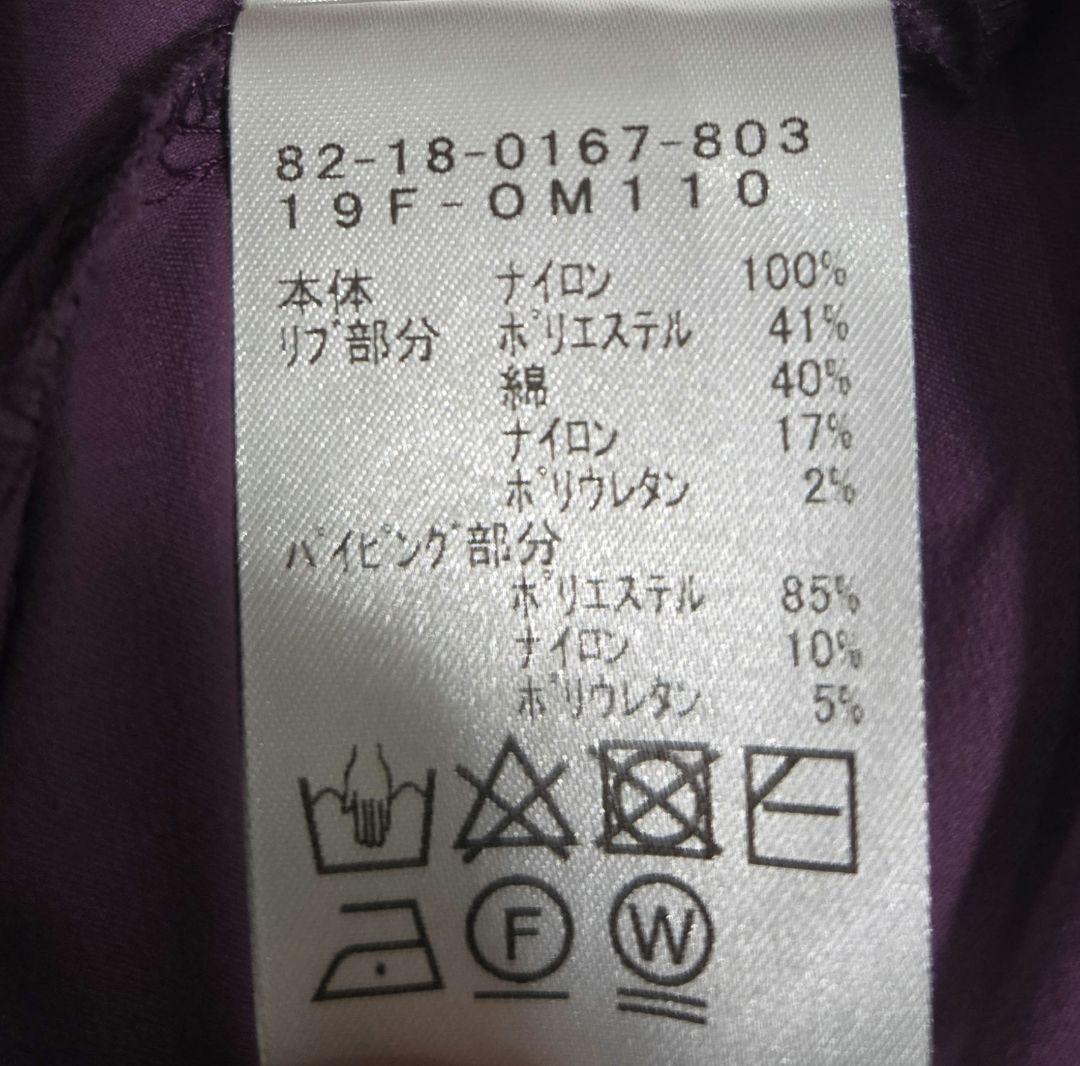 82-18-0167-803
19F-OM110
本体 ナイロン 100%
リブ部分 ポリエステル 41%
綿 40%
ナイロン 17%
ポリウレタン 2%
パイピング部分
ポリエステル 85%
ナイロン 10%
ポリウレタン 5%
F W